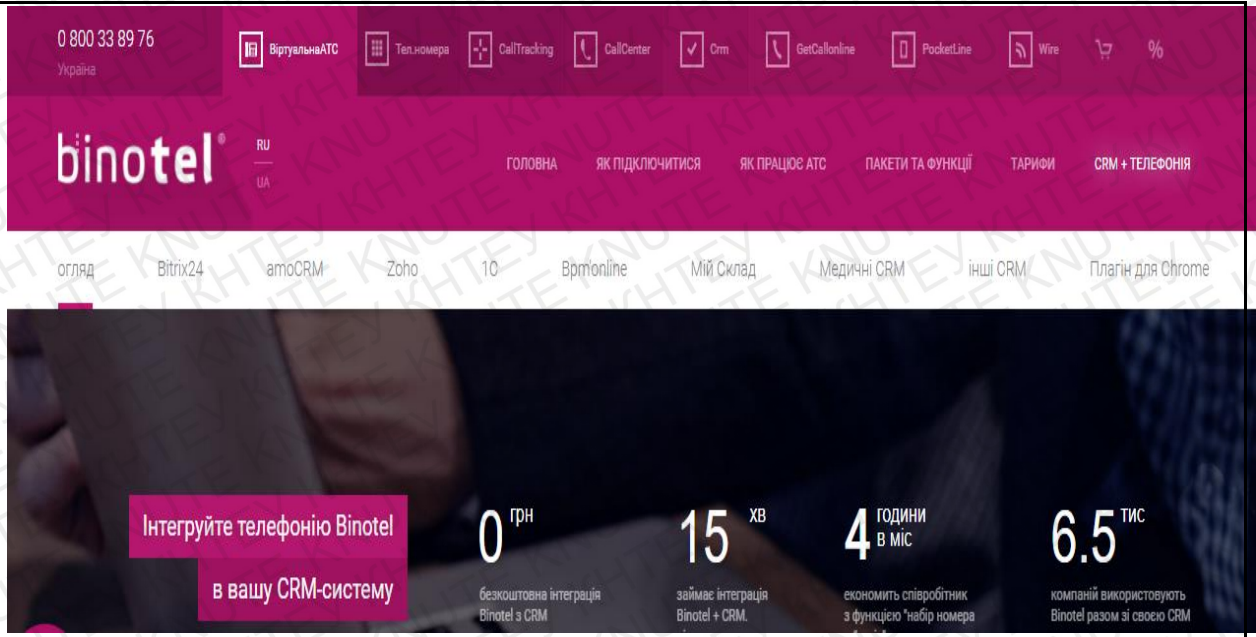 0 800 33 89 76
Україна
ВіртуальнаАТС
Тел.номера
CallTracking
CallCenter
Crm
GetCallonline
PocketLine
Wire
%
binotel®
RU
UA
ГОЛОВНА
ЯК ПІДКЛЮЧИТИСЯ
ЯК ПРАЦЮЄ АТС
ПАКЕТИ ТА ФУНКЦІЇ
ТАРИФИ
CRM + ТЕЛЕФОНІЯ
огляд
Bitrix24
amoCRM
Zoho
1C
Bpm'online
Мій Склад
Медичні CRM
інші CRM
Плагін для Chrome
Інтегруйте телефонію Binotel
в вашу CRM-систему
0 грн
безкоштовна інтеграція
Binotel з CRM
15 хв
займає інтеграція
Binotel + CRM.
4 години
в міс
економить співробітник
з функцією "набір номера
6.5 тис
компаній використовують
Binotel разом зі своєю CRM